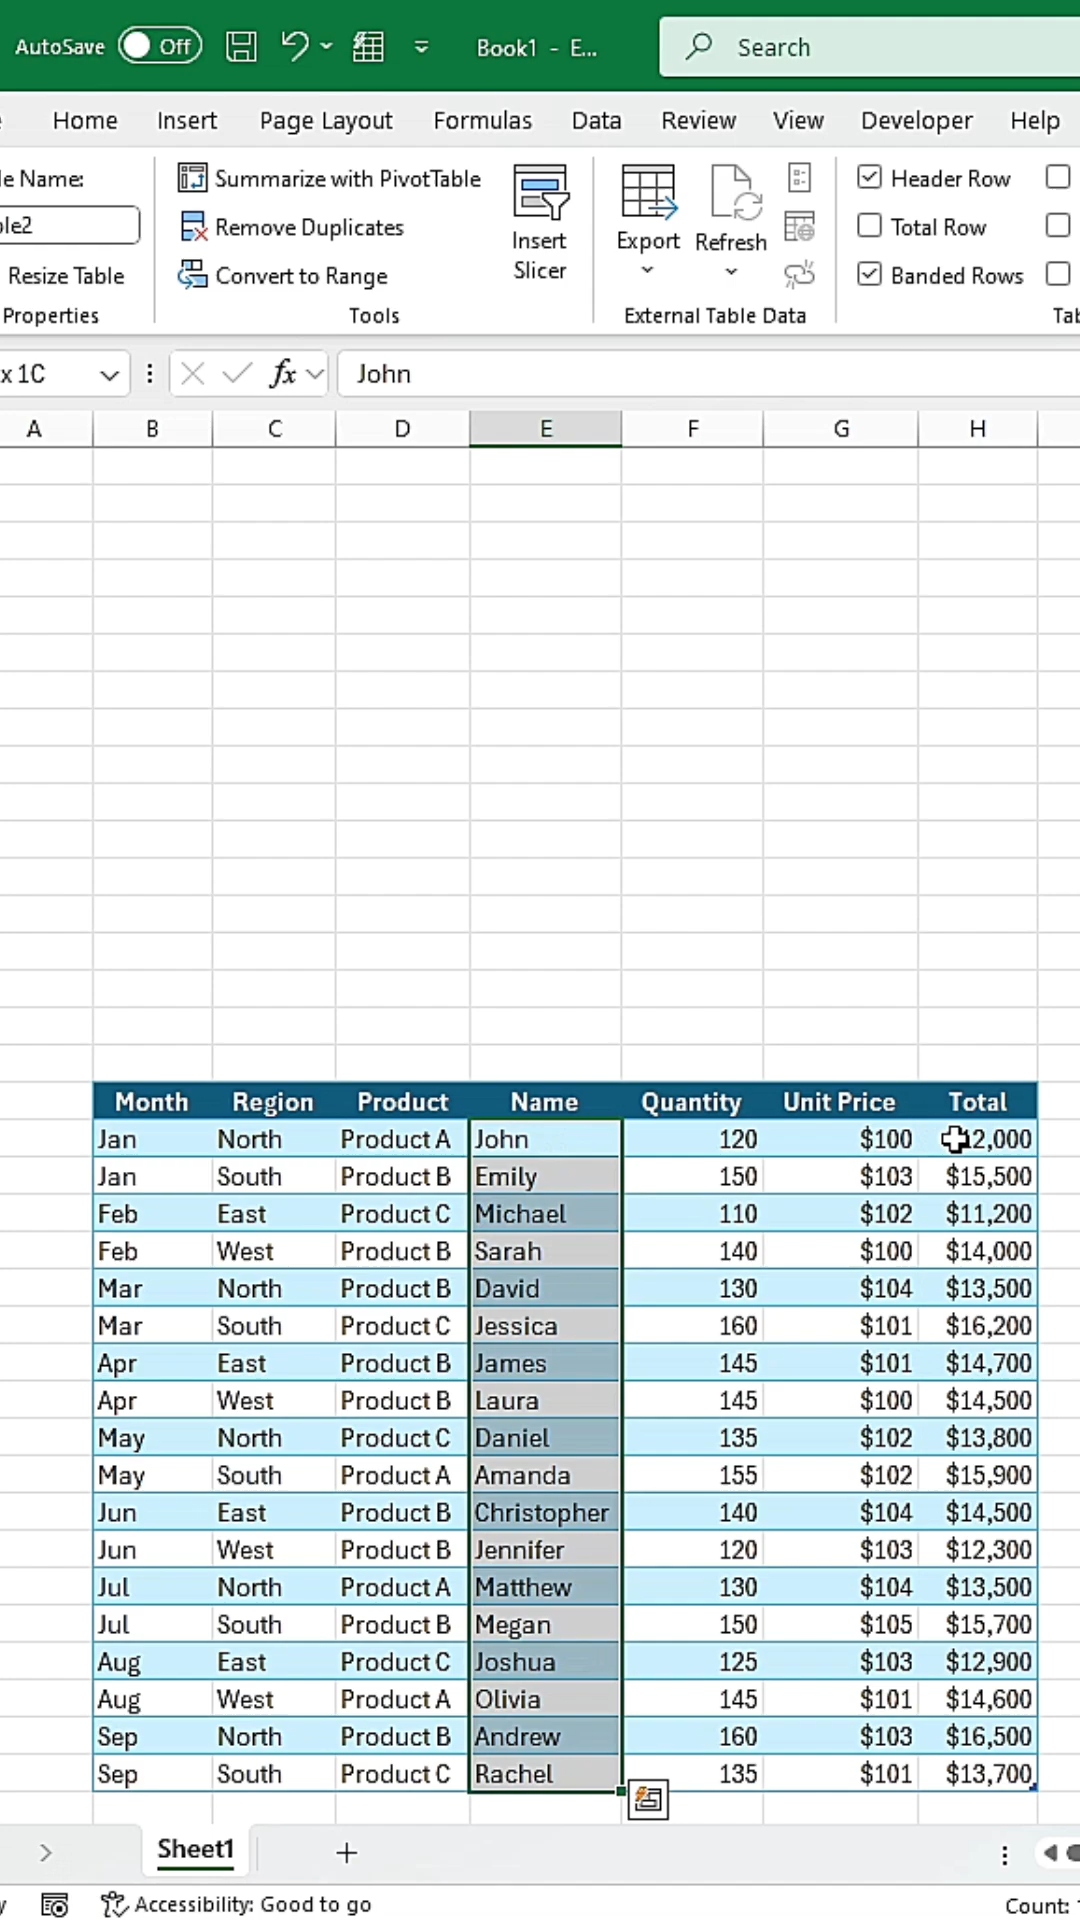 AutoSave Off Book1 - E... Search
Home Insert Page Layout Formulas Data Review View Developer Help
le Name: Summarize with PivotTable Header Row
ole2 Remove Duplicates Insert Slicer Export Refresh Total Row
Resize Table Convert to Range Banded Rows
Properties Tools External Table Data Tab
x 1C fx John
A B C D E F G H
Month Region Product Name Quantity Unit Price Total
Jan North Product A John 120 $100 2,000
Jan South Product B Emily 150 $103 $15,500
Feb East Product C Michael 110 $102 $11,200
Feb West Product B Sarah 140 $100 $14,000
Mar North Product B David 130 $104 $13,500
Mar South Product C Jessica 160 $101 $16,200
Apr East Product B James 145 $101 $14,700
Apr West Product B Laura 145 $100 $14,500
May North Product C Daniel 135 $102 $13,800
May South Product A Amanda 155 $102 $15,900
Jun East Product B Christopher 140 $104 $14,500
Jun West Product B Jennifer 120 $103 $12,300
Jul North Product A Matthew 130 $104 $13,500
Jul South Product B Megan 150 $105 $15,700
Aug East Product C Joshua 125 $103 $12,900
Aug West Product A Olivia 145 $101 $14,600
Sep North Product B Andrew 160 $103 $16,500
Sep South Product C Rachel 135 $101 $13,700
Sheet1
Accessibility: Good to go Count: